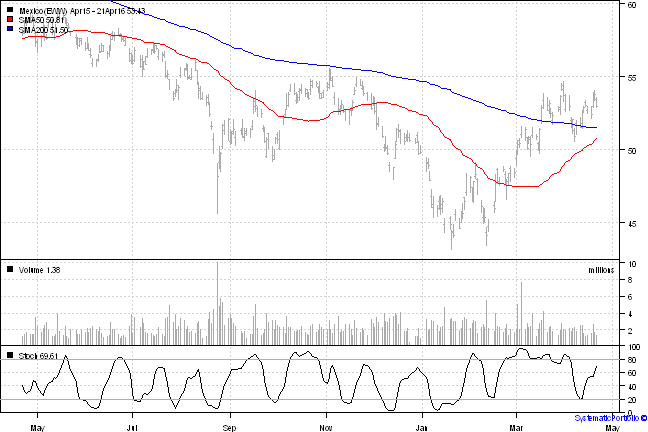 Mexico(EWW) Apr15 - 21Apr16 53.43
SMA50 50.81
SMA200 51.50
60
55
50
45
Volume 1.38
millions
10
8
6
4
2
Stoch 69.61
100
80
60
40
20
0
May Jul Sep Nov Jan Mar May
SystematicPortfolio ©